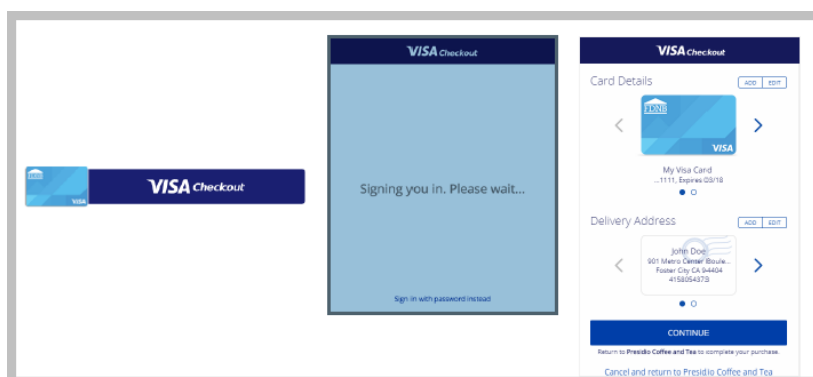 FDNB
VISA
VISA Checkout
VISA Checkout
Signing you in. Please wait...
Sign in with password instead
VISA Checkout
Card Details
ADD EDIT
FDNB
VISA
My Visa Card
...1111, Expires 03/18
Delivery Address
ADD EDIT
John Doe
901 Metro Center Boule...
Foster City CA 94404
4158054373
CONTINUE
Return to Presidio Coffee and Tea to complete your purchase.
Cancel and return to Presidio Coffee and Tea